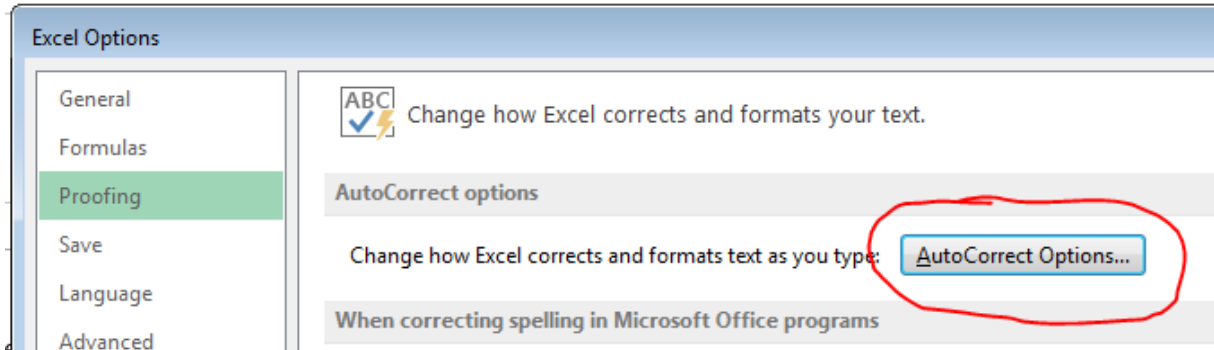 Excel Options
General
Formulas
Proofing
Save
Language
Advanced
ABC
Change how Excel corrects and formats your text.
AutoCorrect options
Change how Excel corrects and formats text as you type:
AutoCorrect Options...
When correcting spelling in Microsoft Office programs